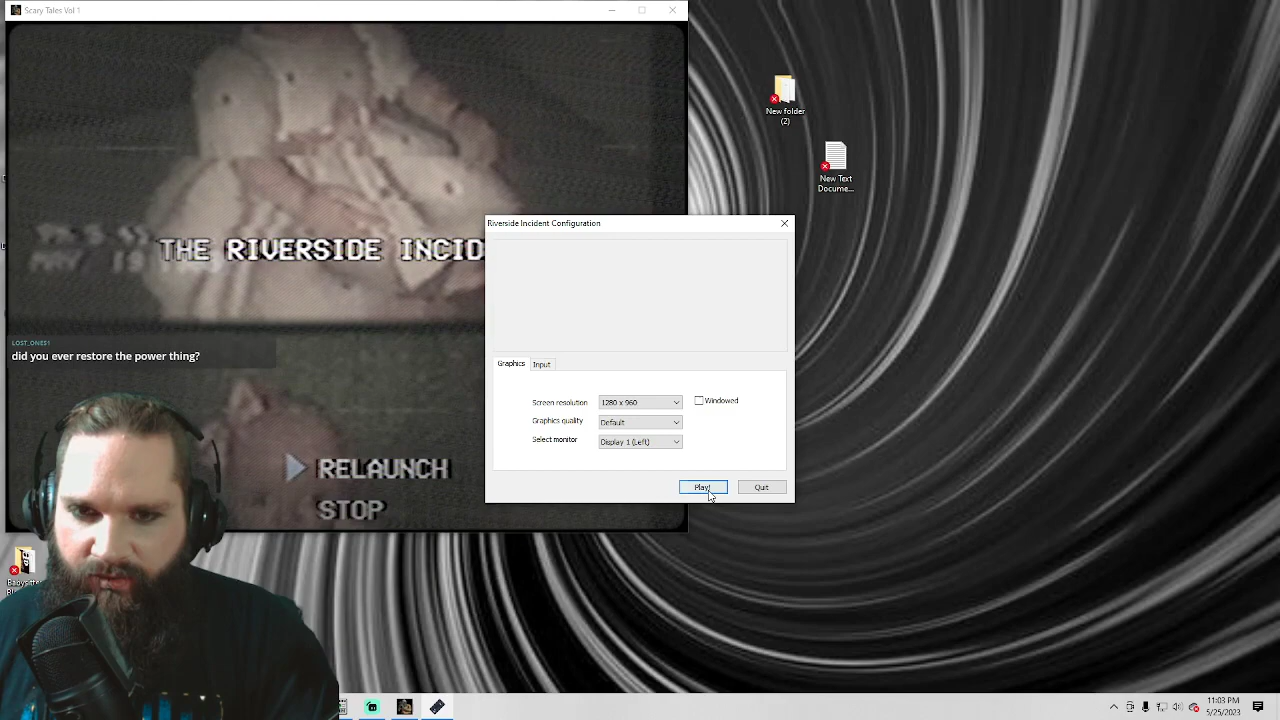 Scary Tales Vol 1
New folder
(2)
New Text
Docume...
Riverside Incident Configuration
THE RIVERSIDE INCID
MAY 19
LOST_ONES1
did you ever restore the power thing?
Graphics
Input
Screen resolution
1280 x 960
Windowed
Graphics quality
Default
Select monitor
Display 1 (Left)
RELAUNCH
Play!
Quit
STOP
11:03 PM
5/25/2023